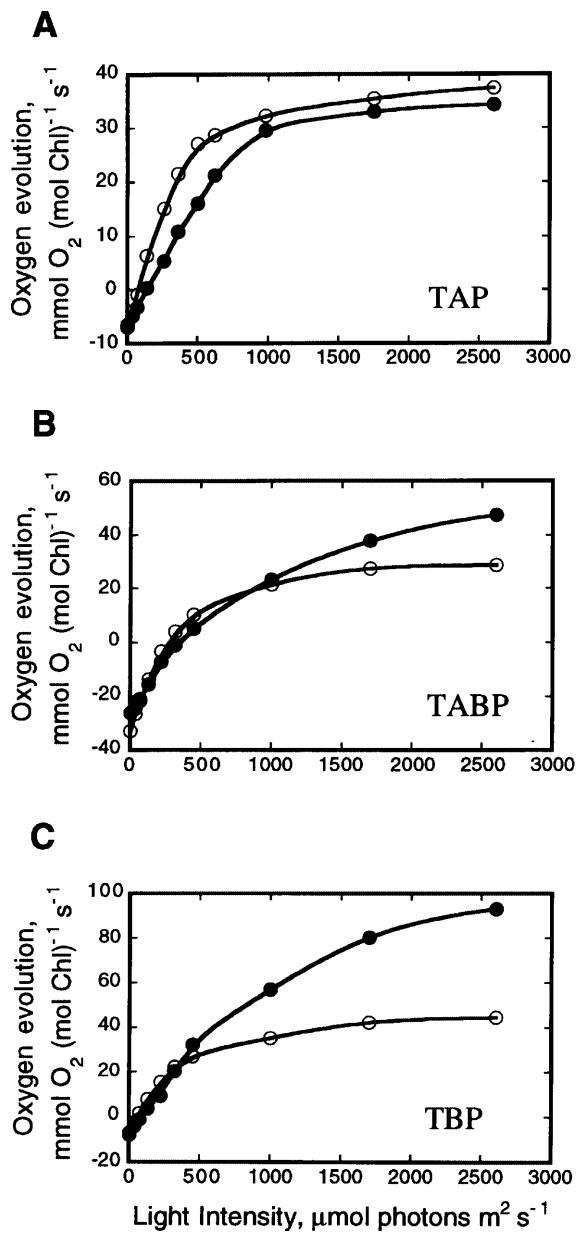 A
Oxygen evolution,
mmol O2 (mol Chl)-1 s-1
40
30
20
10
0
-10
TAP
0 500 1000 1500 2000 2500 3000
B
Oxygen evolution,
mmol O2 (mol Chl)-1 s-1
60
40
20
0
-20
-40
TABP
0 500 1000 1500 2000 2500 3000
C
Oxygen evolution,
mmol O2 (mol Chl)-1 s-1
100
80
60
40
20
0
-20
TBP
0 500 1000 1500 2000 2500 3000
Light Intensity, μmol photons m2 s-1